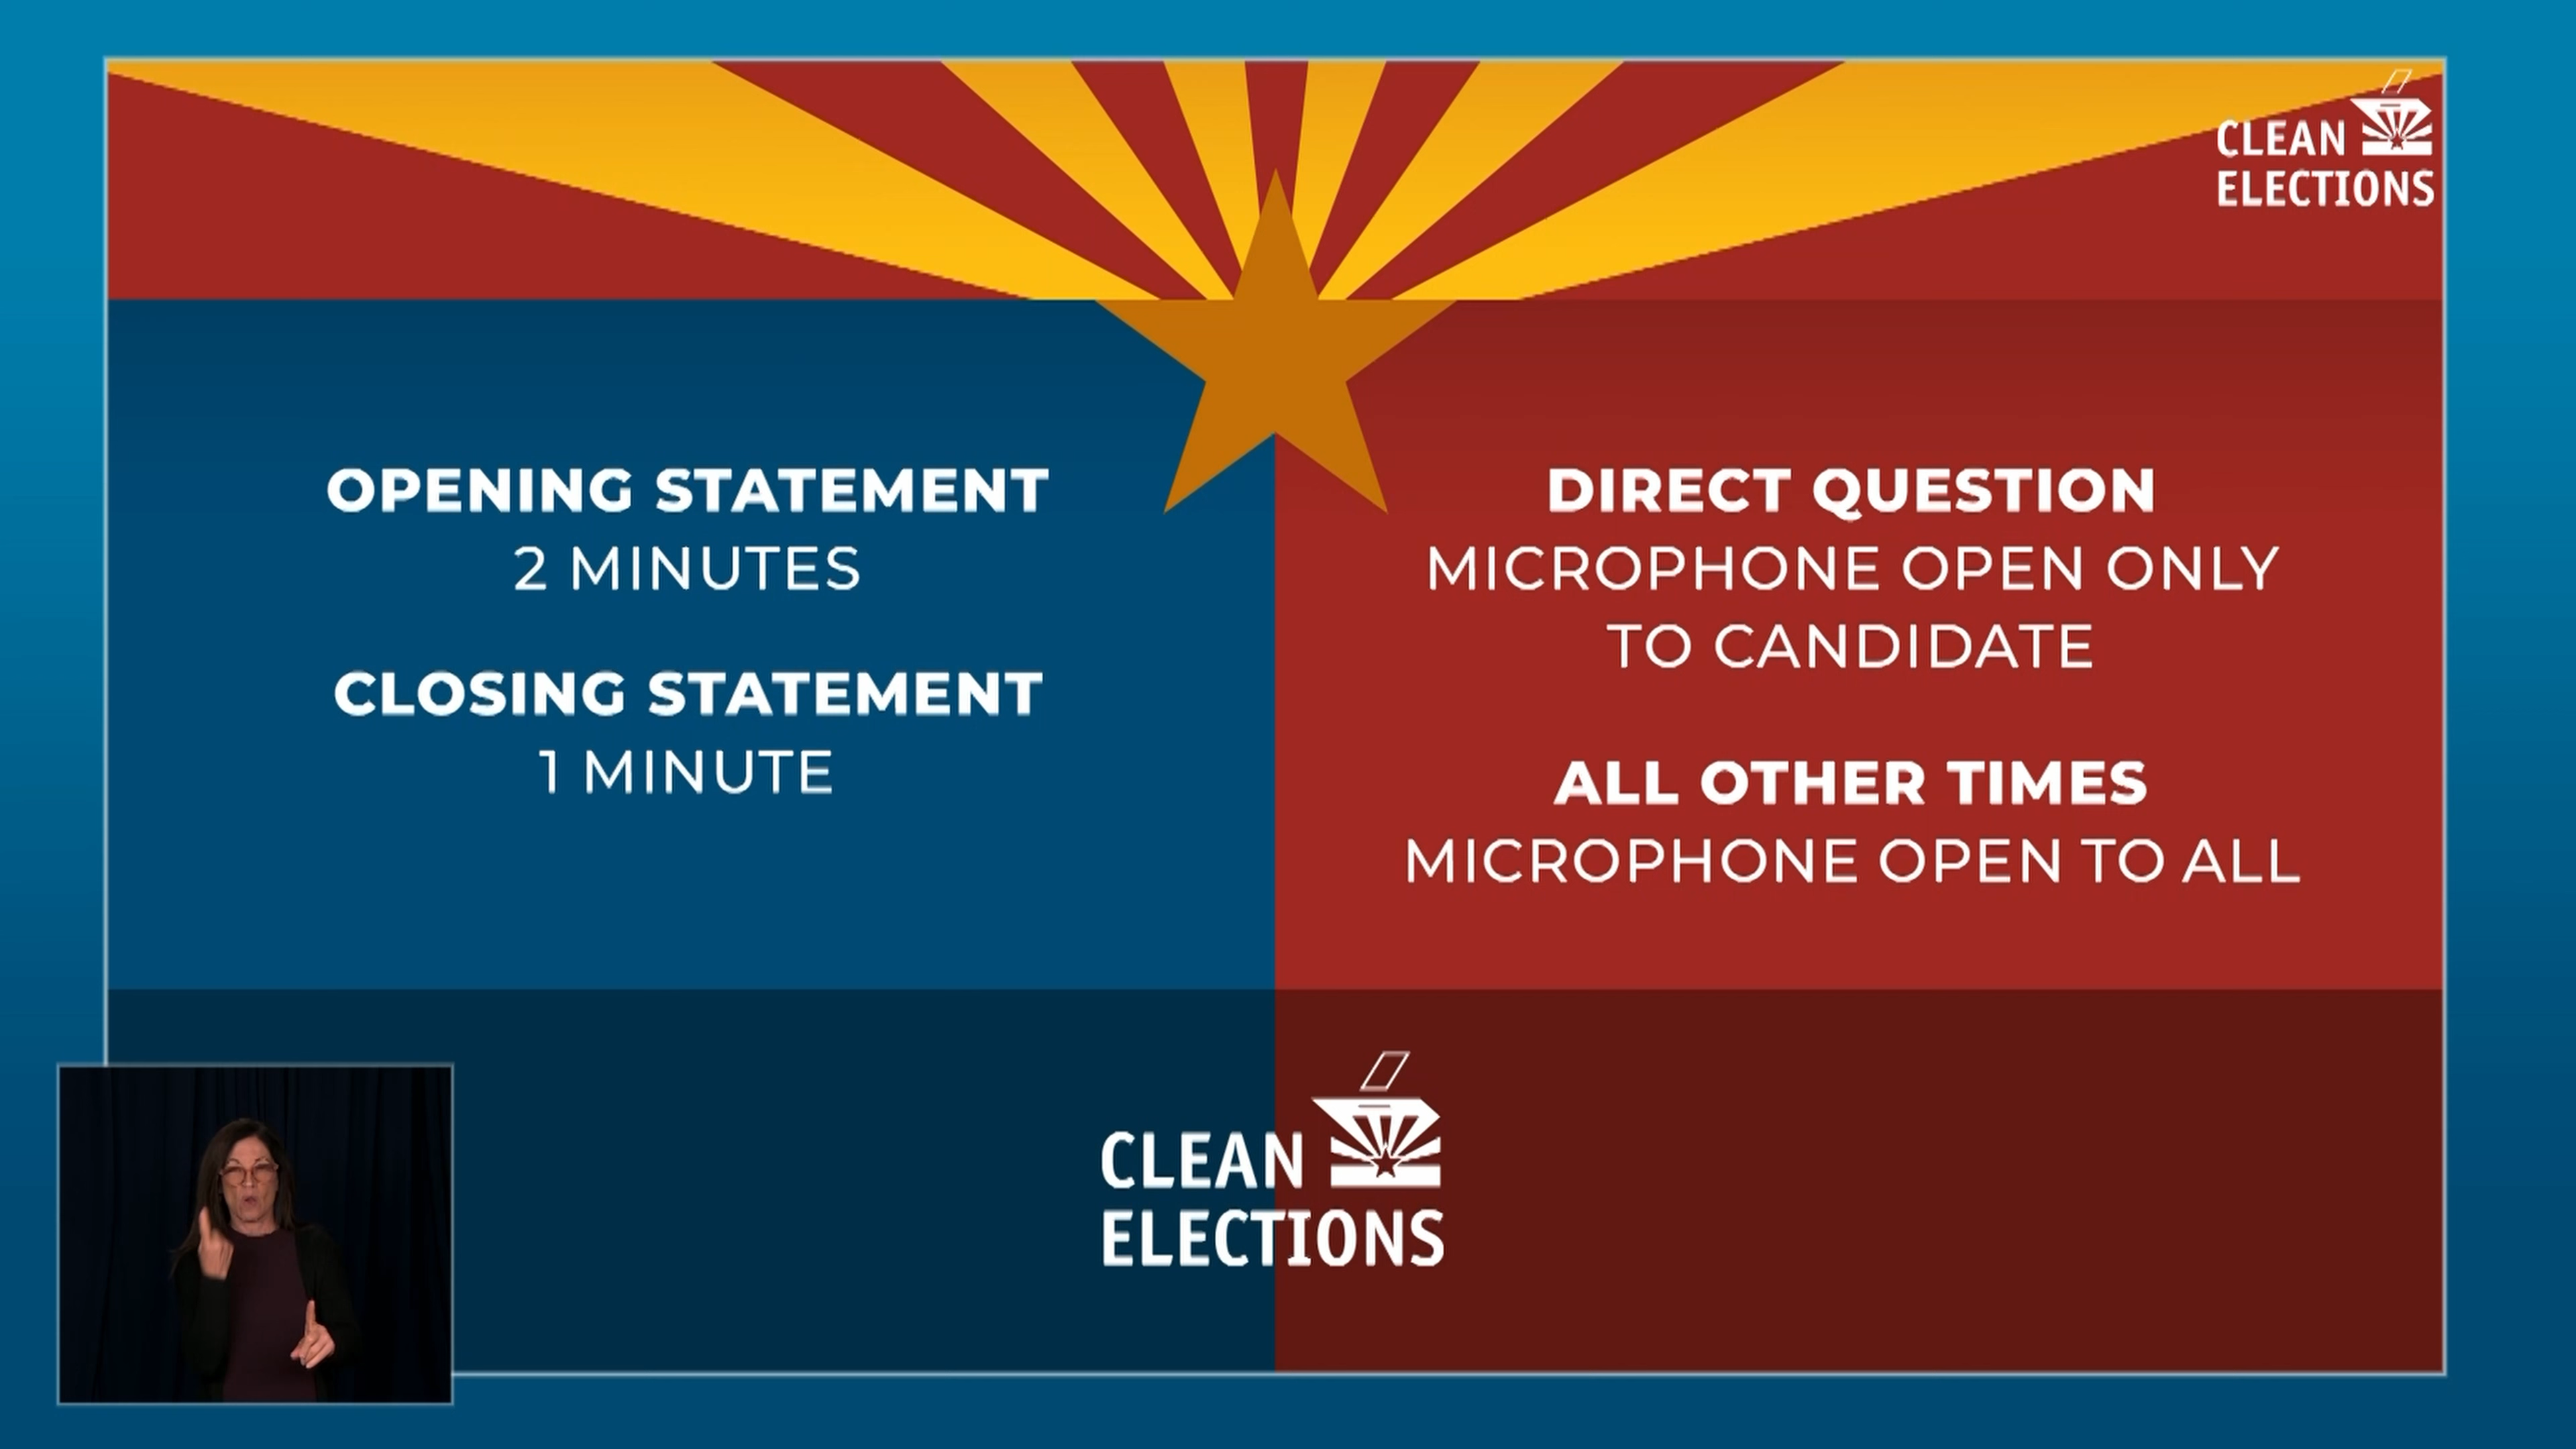 CLEAN
ELECTIONS
OPENING STATEMENT
2 MINUTES
CLOSING STATEMENT
1 MINUTE
DIRECT QUESTION
MICROPHONE OPEN ONLY
TO CANDIDATE
ALL OTHER TIMES
MICROPHONE OPEN TO ALL
CLEAN
ELECTIONS